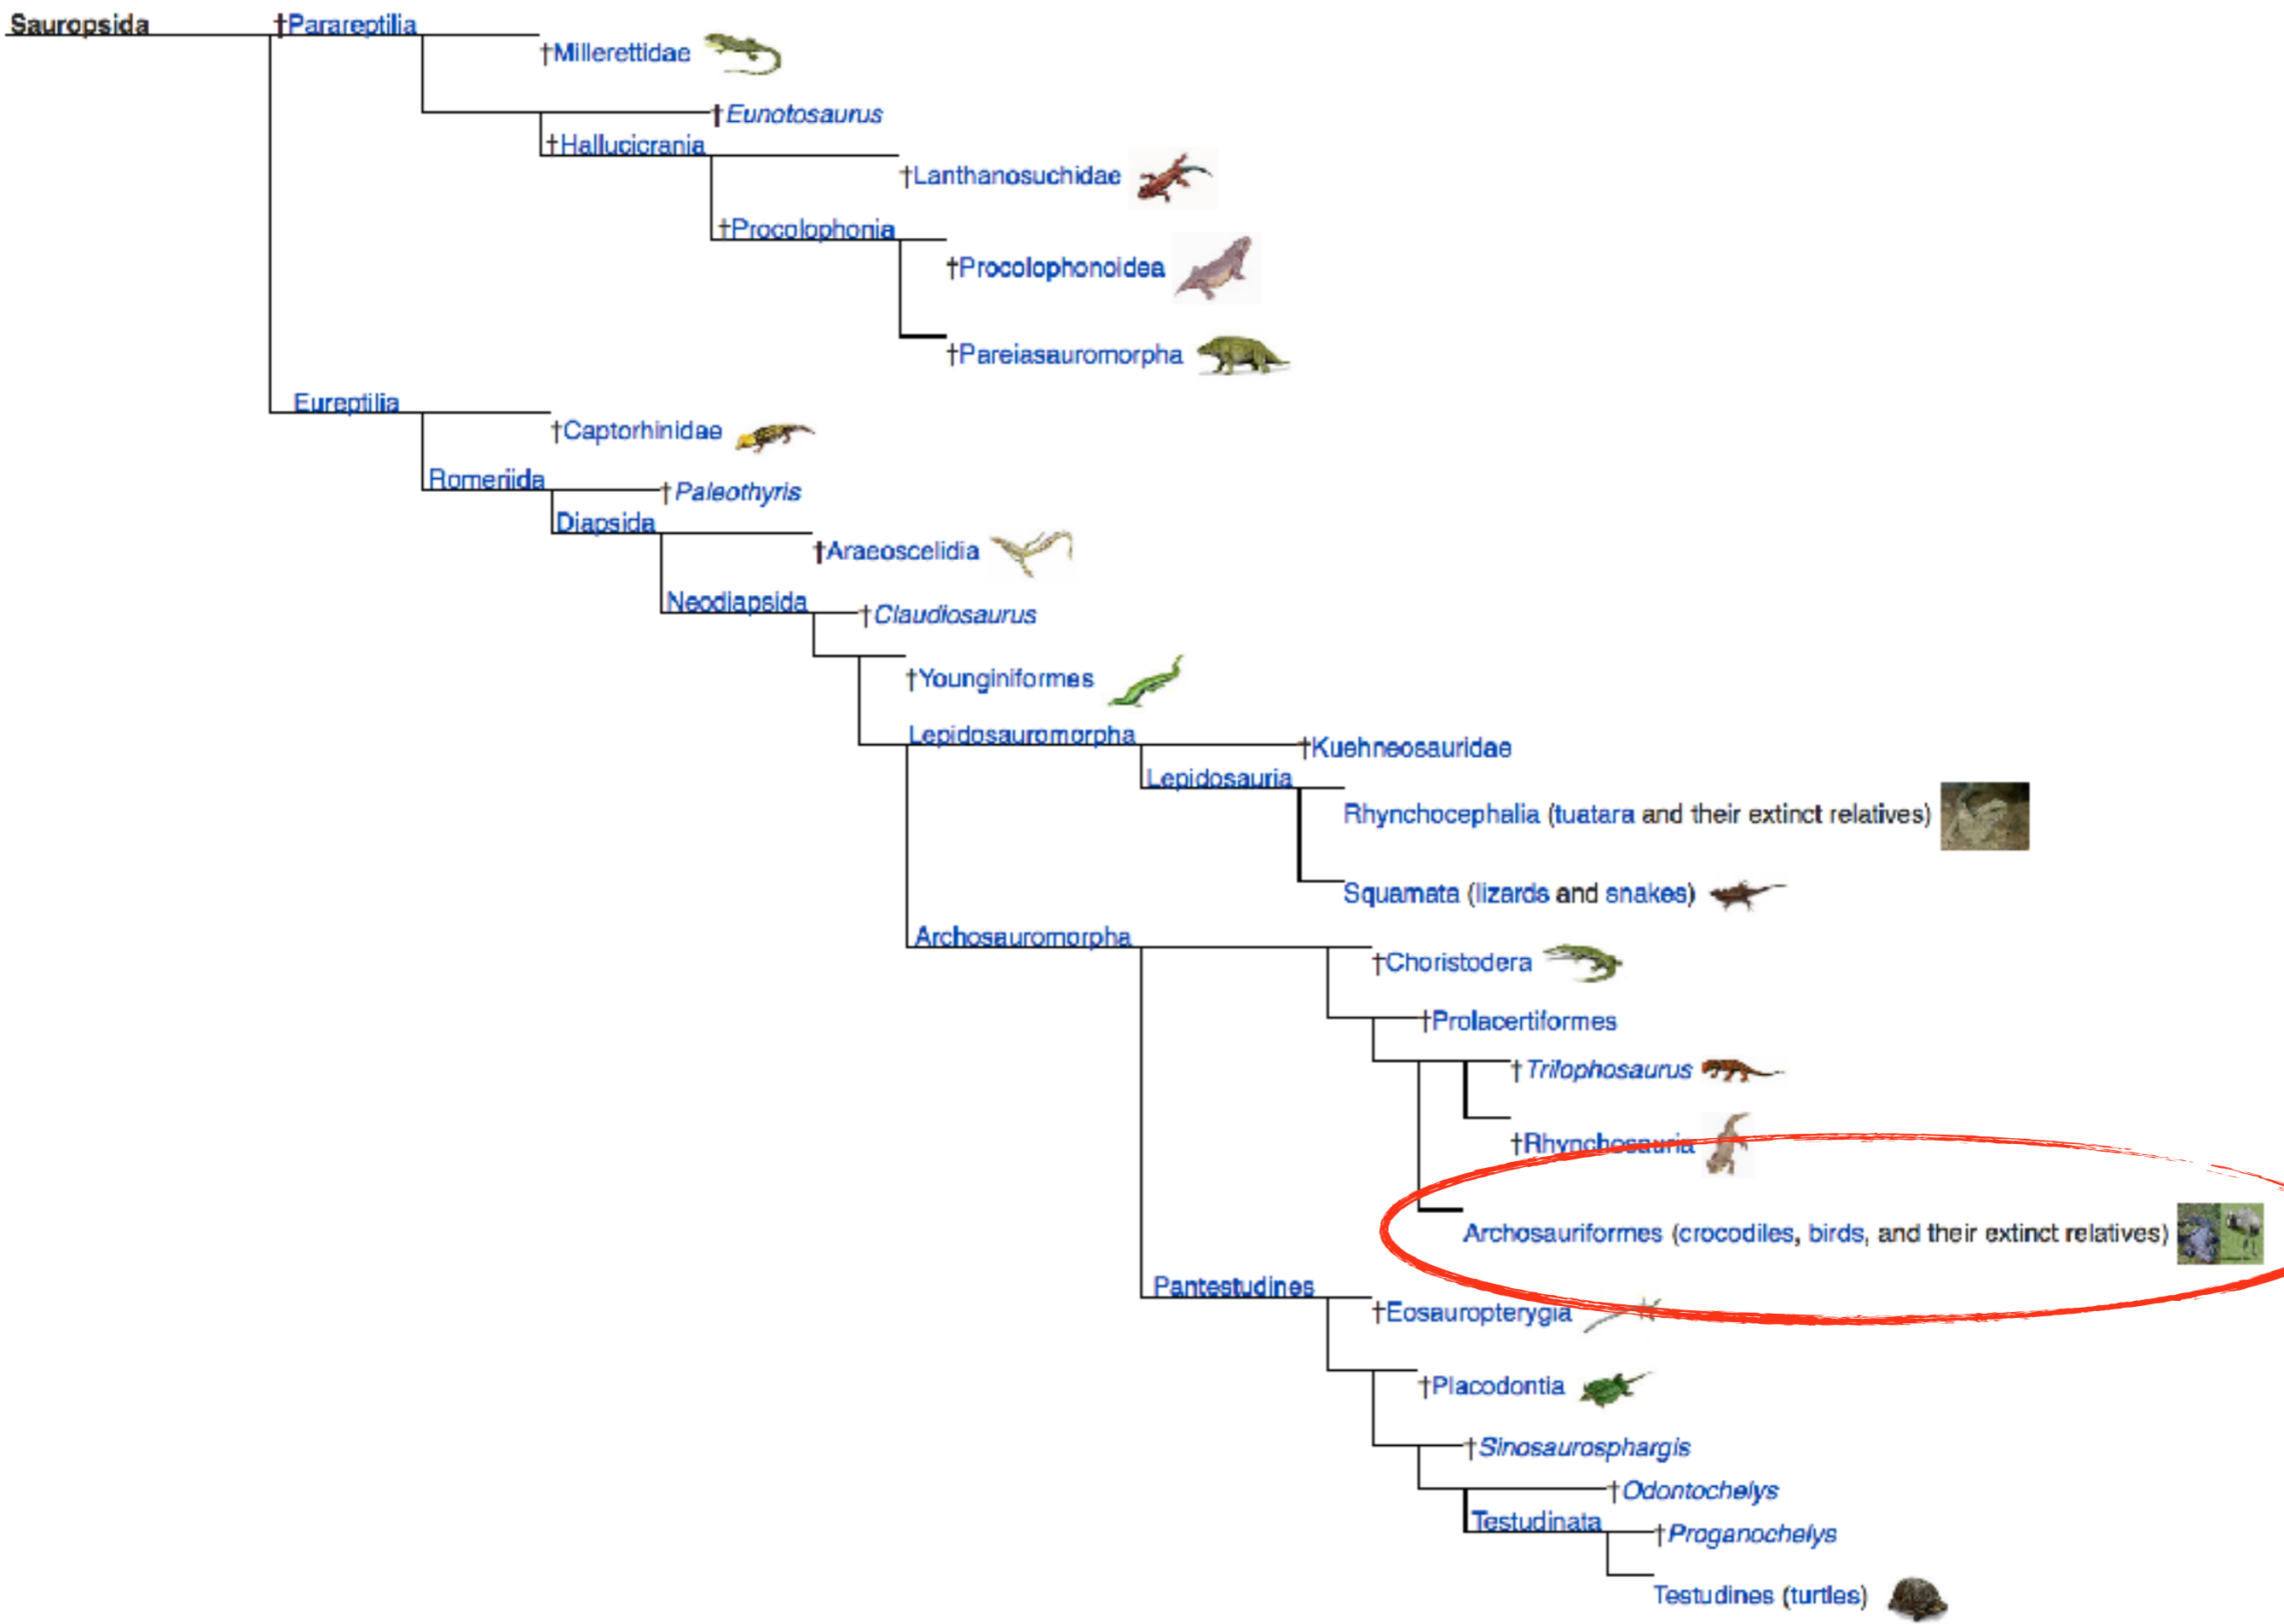 Sauropsida
†Parareptilia
†Millerettidae
†Eunotosaurus
†Hallucicrania
†Lanthanosuchidae
†Procolophonia
†Procolophonoidea
†Pareiasauromorpha
Eureptilia
†Captorhinidae
Romeriida
†Paleothyris
Diapsida
†Araeoscelidia
Neodiapsida
†Claudiosaurus
†Younginiformes
Lepidosauromorpha
†Kuehneosauridae
Lepidosauria
Rhynchocephalia (tuatara and their extinct relatives)
Squamata (lizards and snakes)
Archosauromorpha
†Choristodera
†Prolacertiformes
†Trilophosaurus
†Rhynchosauria
Archosauriformes (crocodiles, birds, and their extinct relatives)
Pantestudines
†Eosauropterygia
†Placodontia
†Sinosaurosphargis
†Odontochelys
Testudinata
†Proganochelys
Testudines (turtles)